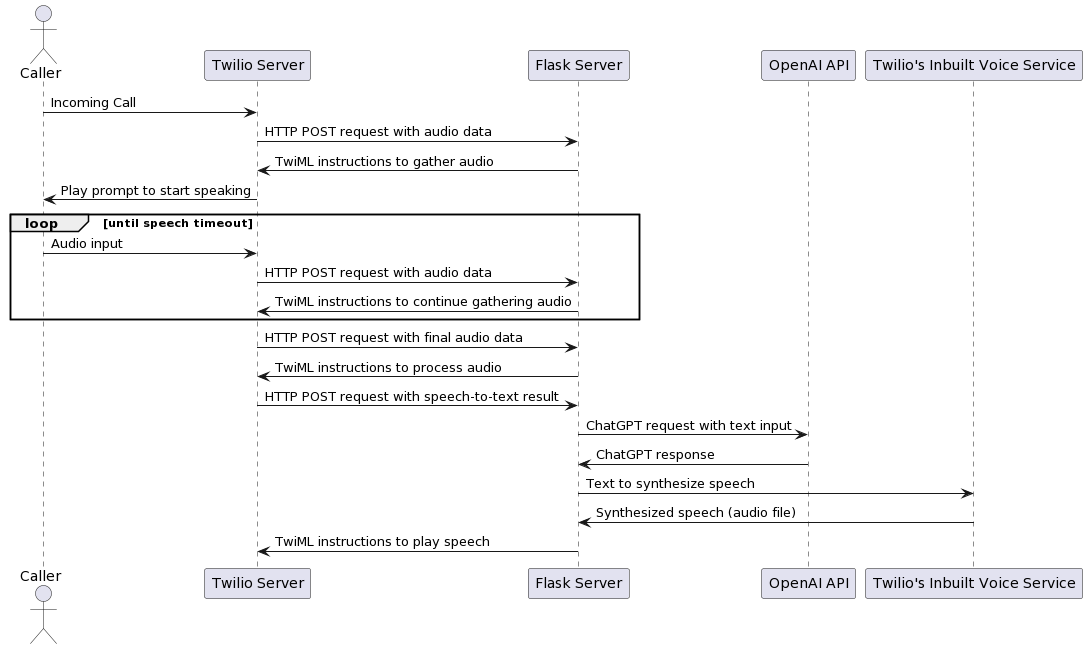 Caller
Twilio Server
Flask Server
OpenAI API
Twilio's Inbuilt Voice Service
Incoming Call
HTTP POST request with audio data
TwiML instructions to gather audio
Play prompt to start speaking
loop [until speech timeout]
Audio input
HTTP POST request with audio data
TwiML instructions to continue gathering audio
HTTP POST request with final audio data
TwiML instructions to process audio
HTTP POST request with speech-to-text result
ChatGPT request with text input
ChatGPT response
Text to synthesize speech
Synthesized speech (audio file)
TwiML instructions to play speech
Caller
Twilio Server
Flask Server
OpenAI API
Twilio's Inbuilt Voice Service